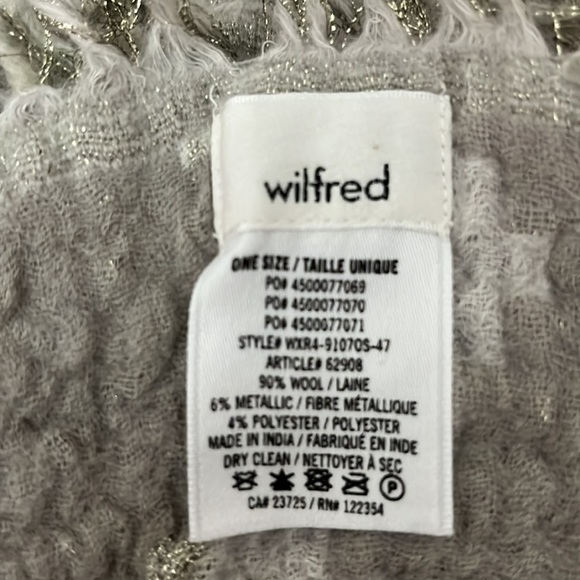 wilfred
ONE SIZE / TAILLE UNIQUE
PO# 4500077069
PO# 4500077070
PO# 4500077071
STYLE# WXR4-91070S-47
ARTICLE# 62908
90% WOOL / LAINE
6% METALLIC / FIBRE MÉTALLIQUE
4% POLYESTER / POLYESTER
MADE IN INDIA / FABRIQUÉ EN INDE
DRY CLEAN / NETTOYER À SEC
P
CA# 23725 / RN# 122354